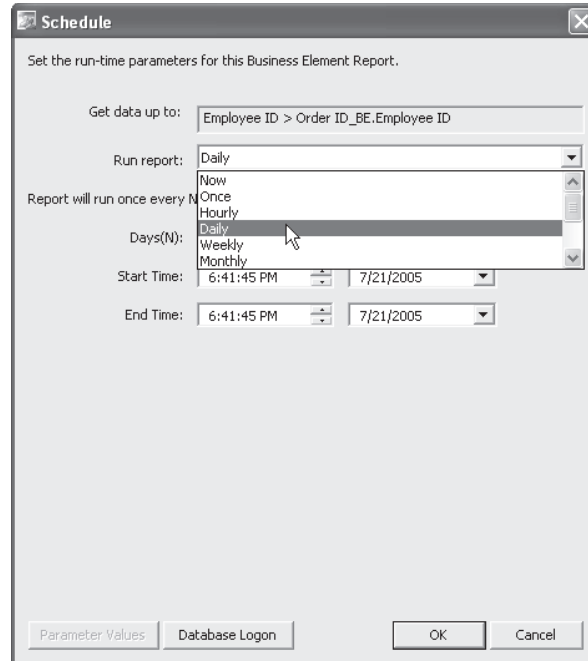 Schedule
Set the run-time parameters for this Business Element Report.
Get data up to: Employee ID > Order ID_BE.Employee ID
Run report: Daily
Now
Report will run once every N
Once
Hourly
Daily
Days(N):
Weekly
Monthly
Start Time: 6:41:45 PM 7/21/2005
End Time: 6:41:45 PM 7/21/2005
Parameter Values Database Logon OK Cancel